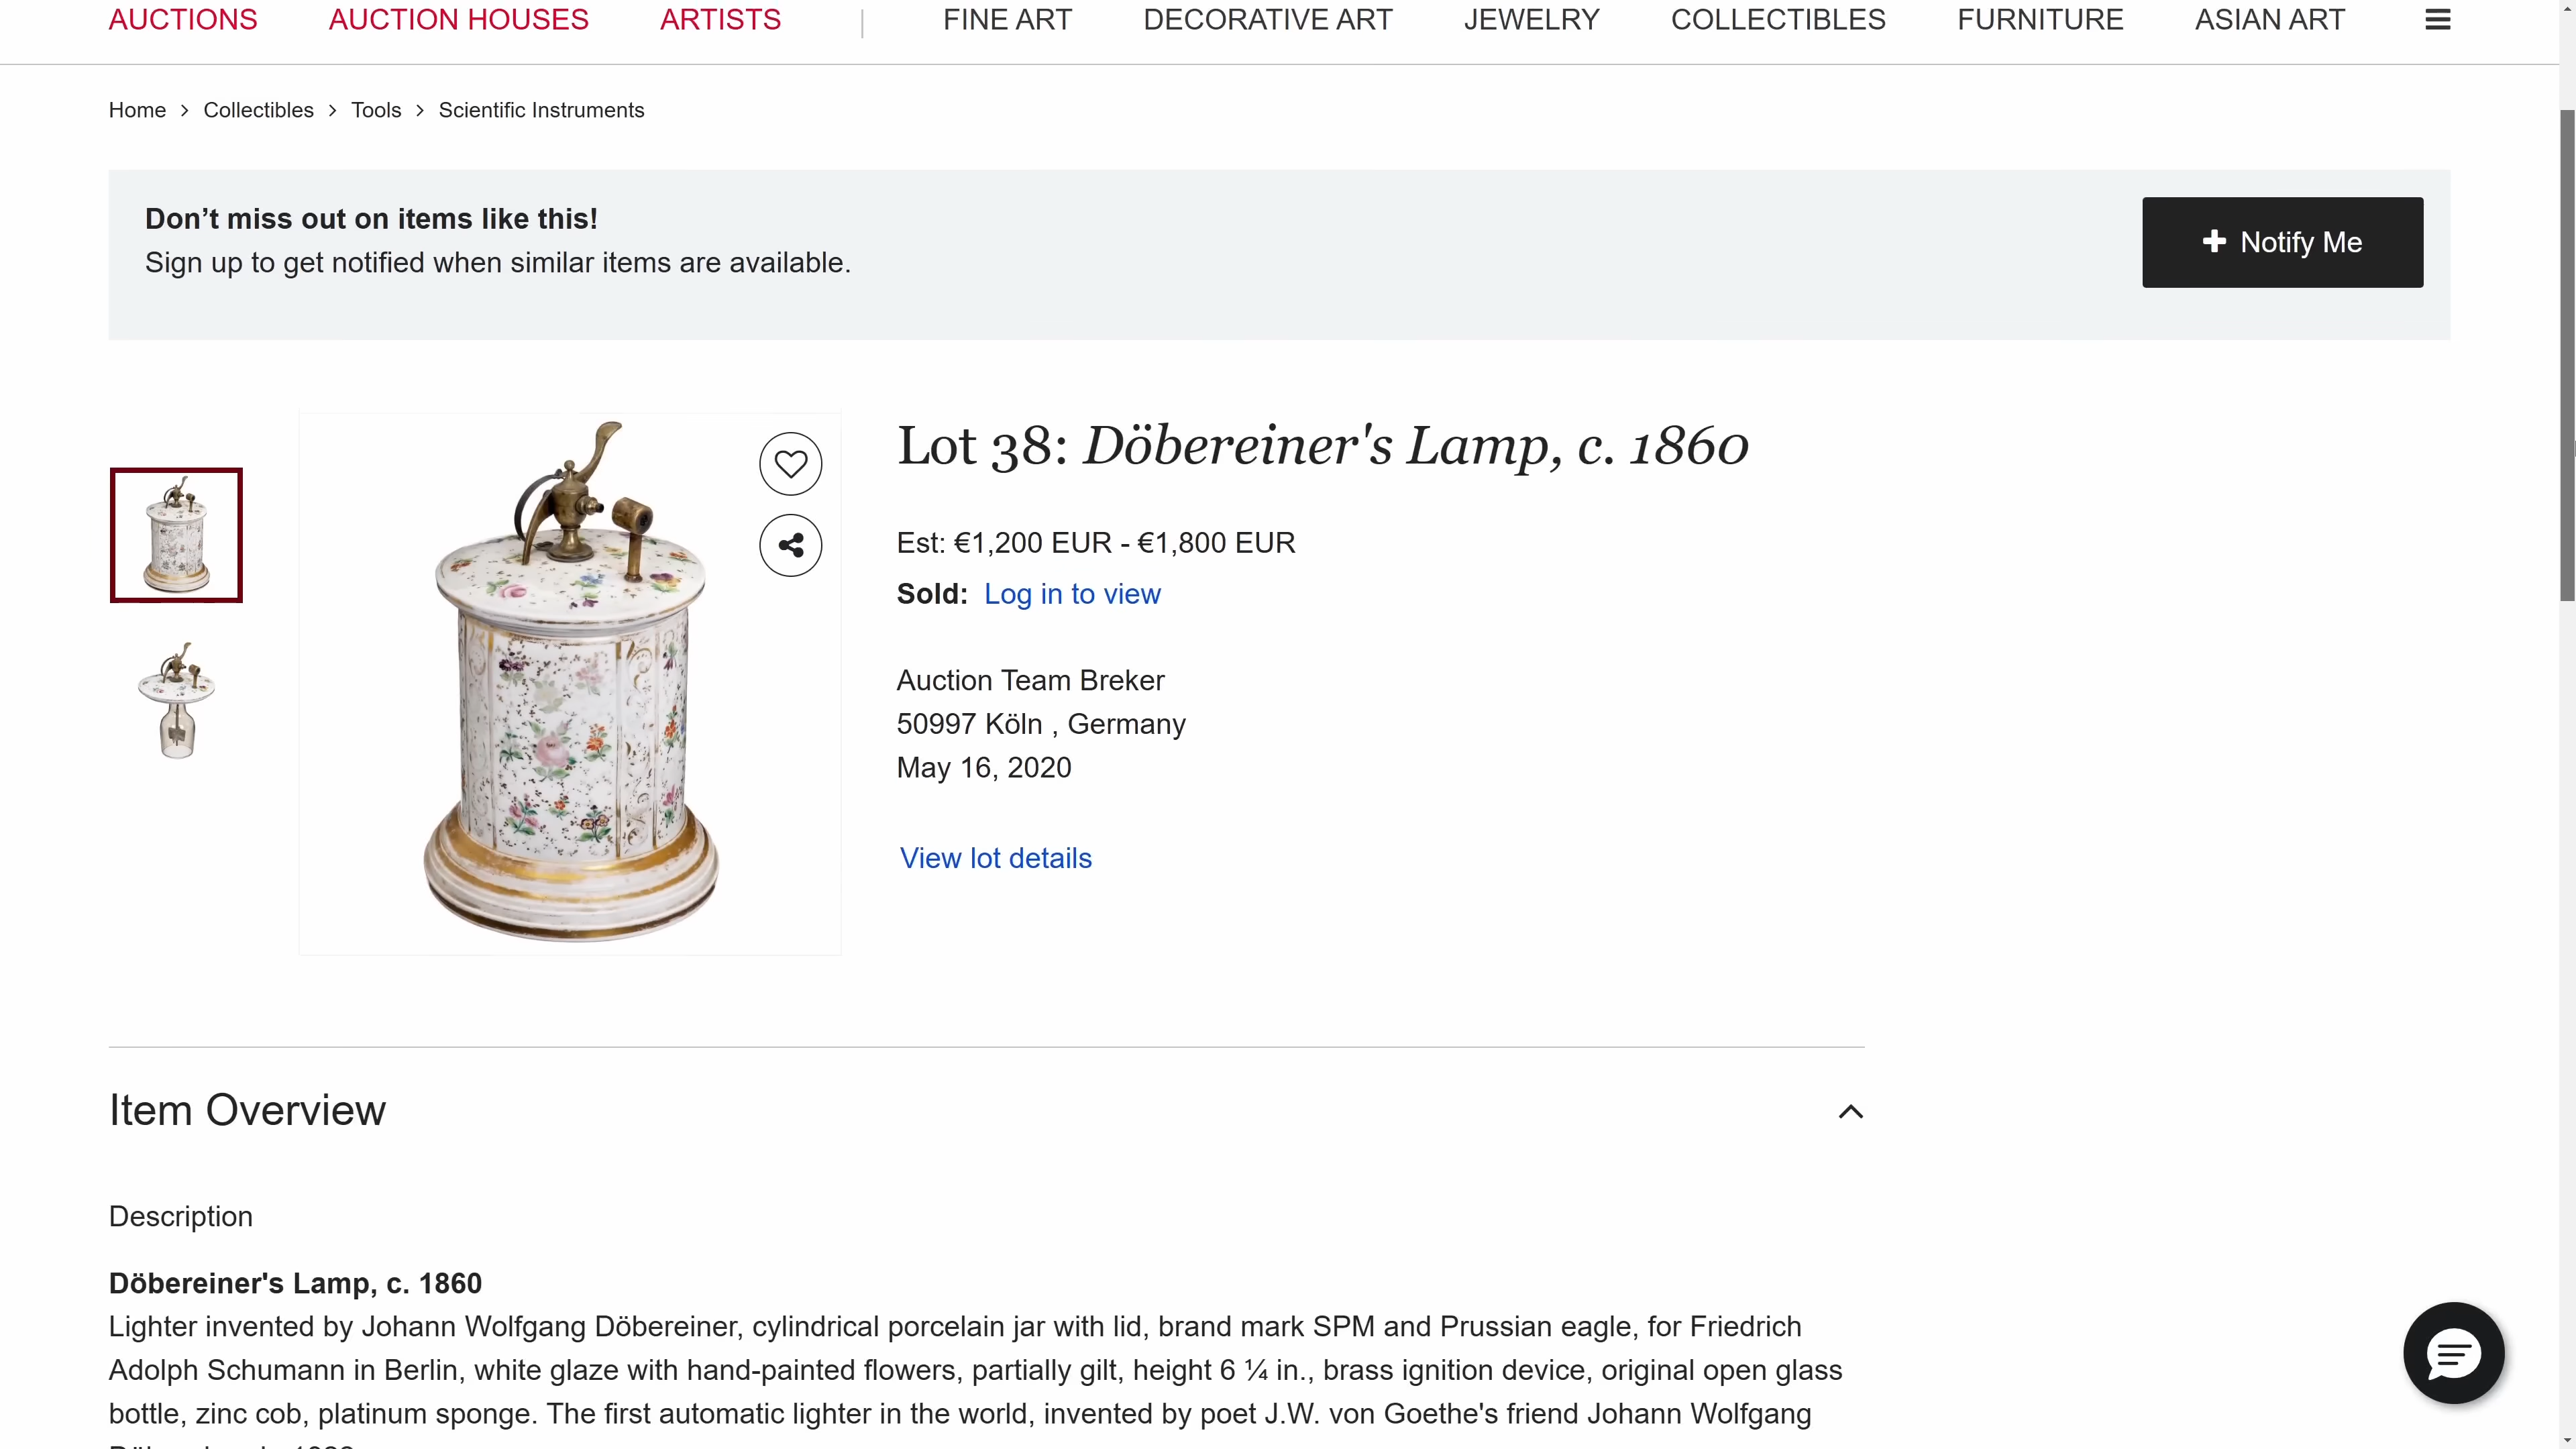 AUCTIONS AUCTION HOUSES ARTISTS | FINE ART DECORATIVE ART JEWELRY COLLECTIBLES FURNITURE ASIAN ART
Home > Collectibles > Tools > Scientific Instruments
Don’t miss out on items like this!
Sign up to get notified when similar items are available.
+ Notify Me
Lot 38: Döbereiner's Lamp, c. 1860
Est: €1,200 EUR - €1,800 EUR
Sold: Log in to view
Auction Team Breker
50997 Köln , Germany
May 16, 2020
View lot details
Item Overview
Description
Döbereiner's Lamp, c. 1860
Lighter invented by Johann Wolfgang Döbereiner, cylindrical porcelain jar with lid, brand mark SPM and Prussian eagle, for Friedrich
Adolph Schumann in Berlin, white glaze with hand-painted flowers, partially gilt, height 6 ¼ in., brass ignition device, original open glass
bottle, zinc cob, platinum sponge. The first automatic lighter in the world, invented by poet J.W. von Goethe's friend Johann Wolfgang